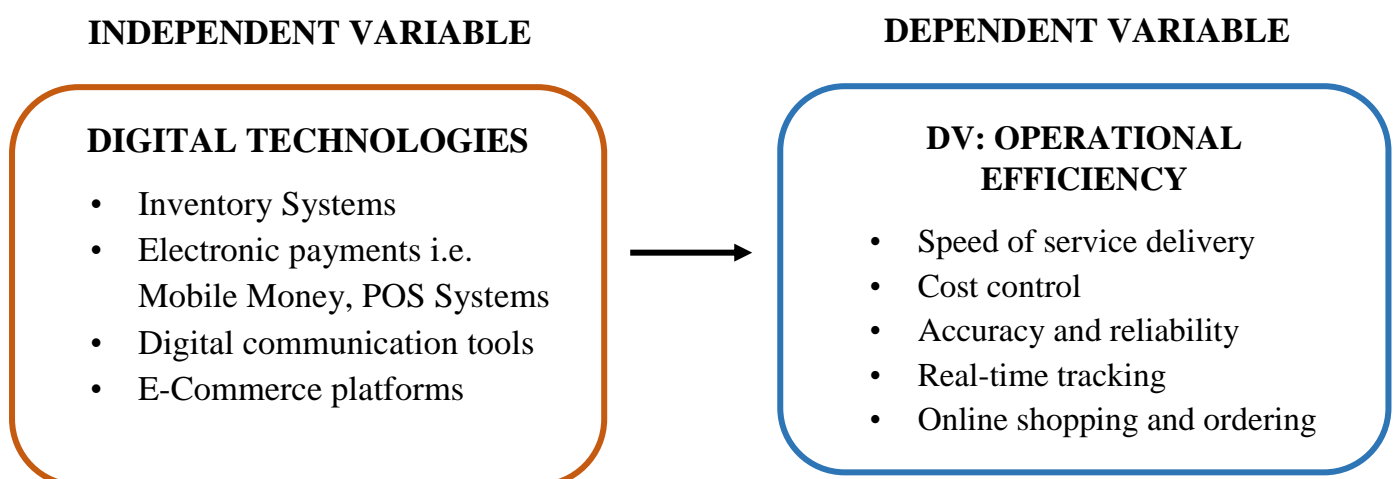 INDEPENDENT VARIABLE
DIGITAL TECHNOLOGIES
• Inventory Systems
• Electronic payments i.e.
Mobile Money, POS Systems
• Digital communication tools
• E-Commerce platforms
DEPENDENT VARIABLE
DV: OPERATIONAL
EFFICIENCY
• Speed of service delivery
• Cost control
• Accuracy and reliability
• Real-time tracking
• Online shopping and ordering